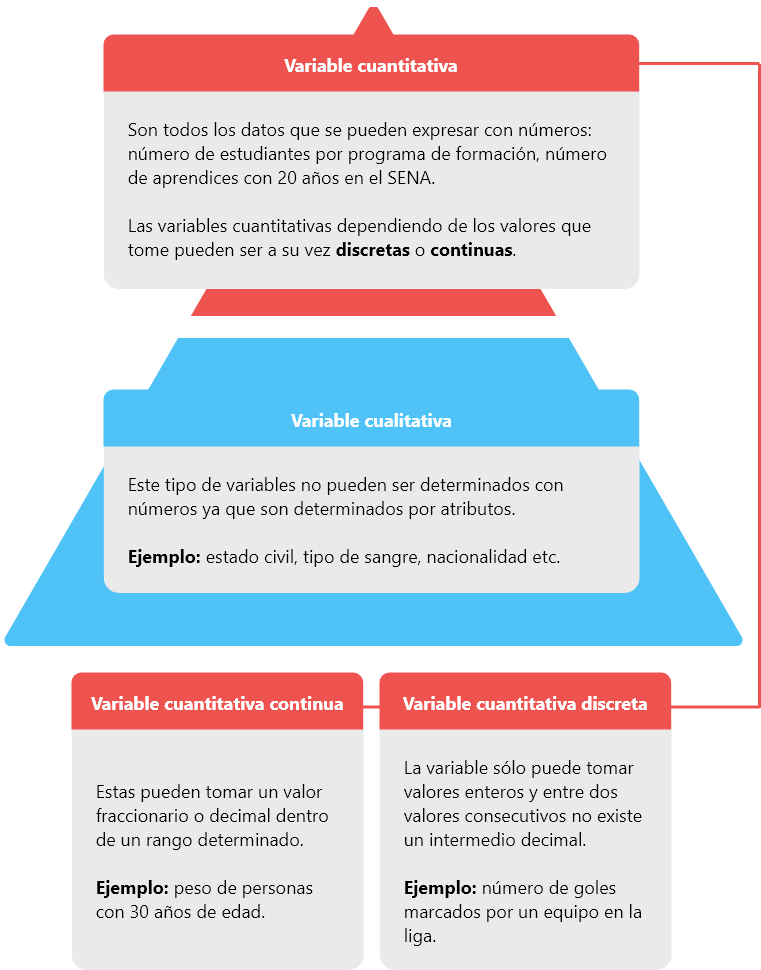 Variable cuantitativa
Son todos los datos que se pueden expresar con números:
número de estudiantes por programa de formación, número
de aprendices con 20 años en el SENA.
Las variables cuantitativas dependiendo de los valores que
tome pueden ser a su vez discretas o continuas.
Variable cualitativa
Este tipo de variables no pueden ser determinados con
números ya que son determinados por atributos.
Ejemplo: estado civil, tipo de sangre, nacionalidad etc.
Variable cuantitativa continua
Estas pueden tomar un valor
fraccionario o decimal dentro
de un rango determinado.
Ejemplo: peso de personas
con 30 años de edad.
Variable cuantitativa discreta
La variable sólo puede tomar
valores enteros y entre dos
valores consecutivos no existe
un intermedio decimal.
Ejemplo: número de goles
marcados por un equipo en la
liga.